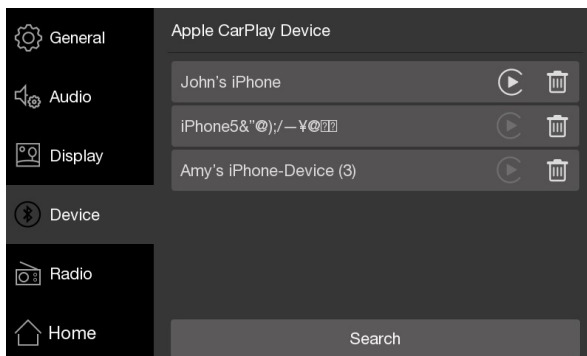 General
Audio
Display
Device
Radio
Home
Apple CarPlay Device
John's iPhone
iPhone5&"@);/—¥@⍰⍰
Amy's iPhone-Device (3)
Search